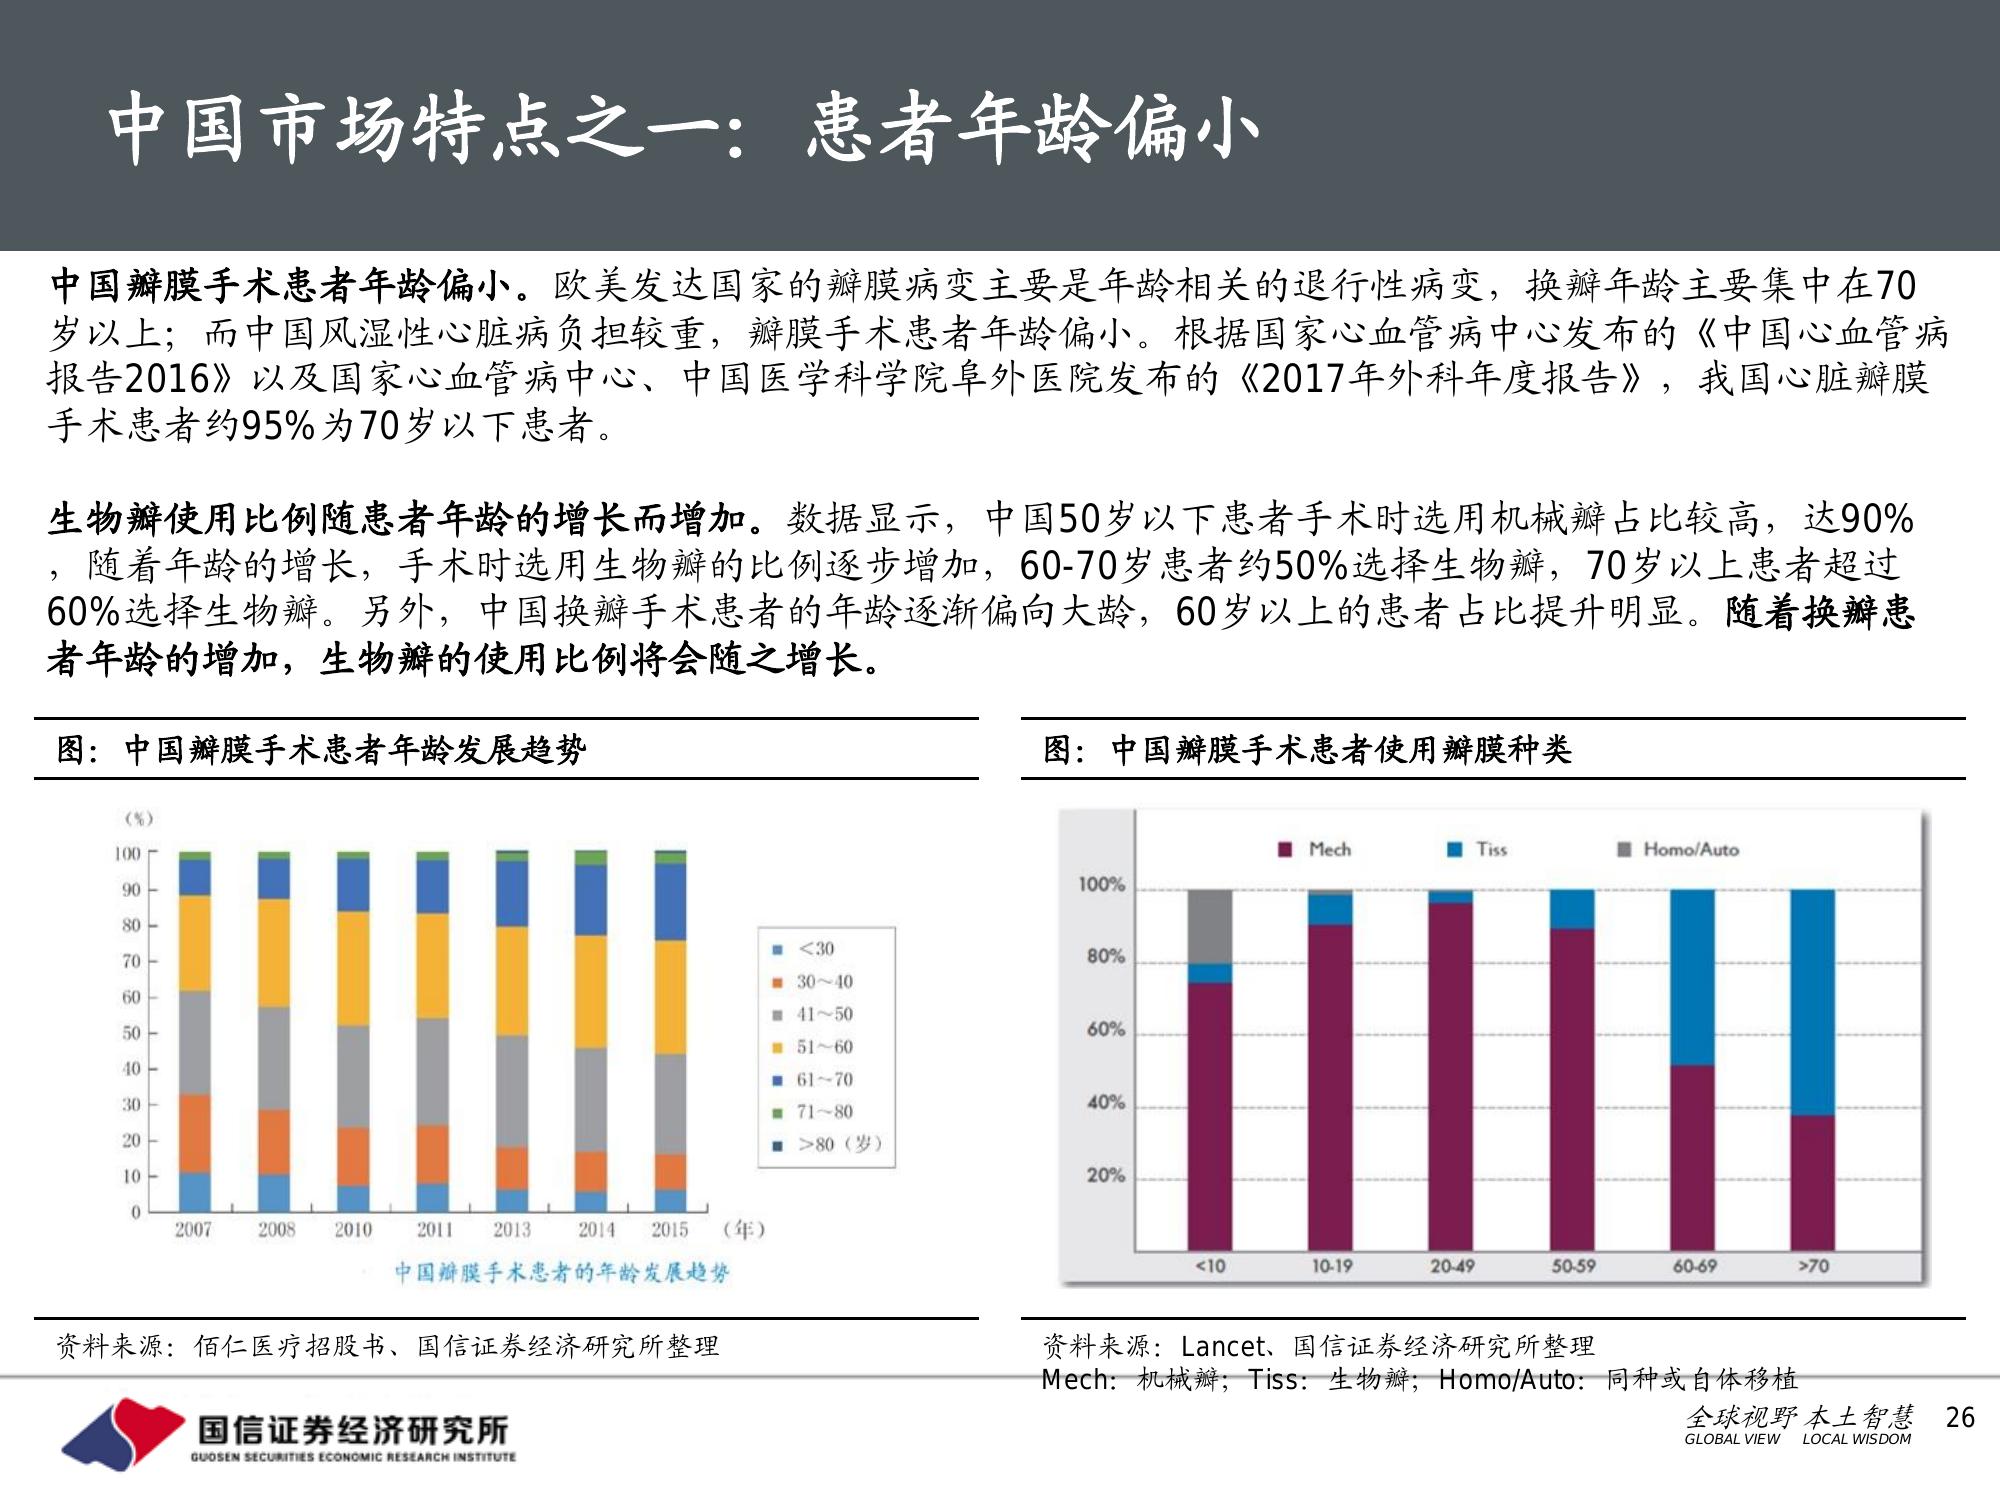 中国市场特点之一：患者年龄偏小
中国瓣膜手术患者年龄偏小。欧美发达国家的瓣膜病变主要是年龄相关的退行性病变，换瓣年龄主要集中在70
岁以上；而中国风湿性心脏病负担较重，瓣膜手术患者年龄偏小。根据国家心血管病中心发布的《中国心血管病
报告2016》以及国家心血管病中心、中国医学科学院阜外医院发布的《2017年外科年度报告》，我国心脏瓣膜
手术患者约95%为70岁以下患者。
生物瓣使用比例随患者年龄的增长而增加。数据显示，中国50岁以下患者手术时选用机械瓣占比较高，达90%
，随着年龄的增长，手术时选用生物瓣的比例逐步增加，60-70岁患者约50%选择生物瓣，70岁以上患者超过
60%选择生物瓣。另外，中国换瓣手术患者的年龄逐渐偏向大龄，60岁以上的患者占比提升明显。随着换瓣患
者年龄的增加，生物瓣的使用比例将会随之增长。
图：中国瓣膜手术患者年龄发展趋势
（%）
100
90
80
70
60
50
40
30
20
10
0
2007 2008 2010 2011 2013 2014 2015 （年）
<30
30～40
41～50
51～60
61～70
71～80
>80（岁）
中国瓣膜手术患者的年龄发展趋势
资料来源：佰仁医疗招股书、国信证券经济研究所整理
图：中国瓣膜手术患者使用瓣膜种类
Mech Tiss Homo/Auto
100%
80%
60%
40%
20%
<10 10-19 20-49 50-59 60-69 >70
资料来源：Lancet、国信证券经济研究所整理
Mech：机械瓣；Tiss：生物瓣；Homo/Auto：同种或自体移植
国信证券经济研究所
GUOSEN SECURITIES ECONOMIC RESEARCH INSTITUTE
全球视野 本土智慧
GLOBAL VIEW LOCAL WISDOM
26